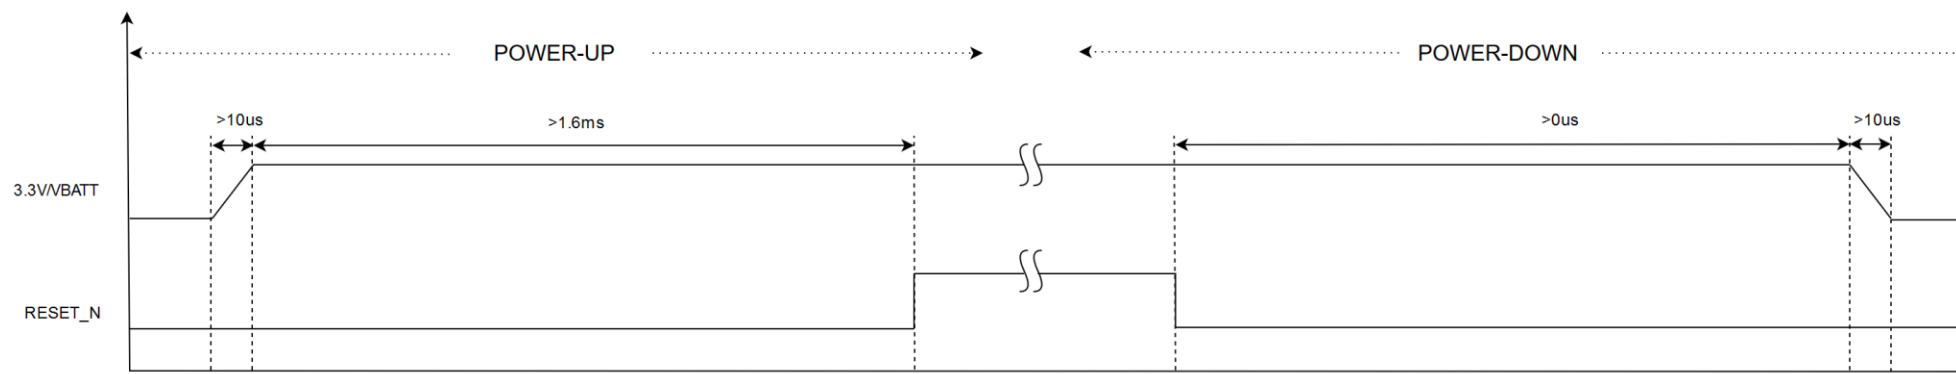 POWER-UP
POWER-DOWN
>10us
>1.6ms
>0us
>10us
3.3V/VBATT
RESET_N